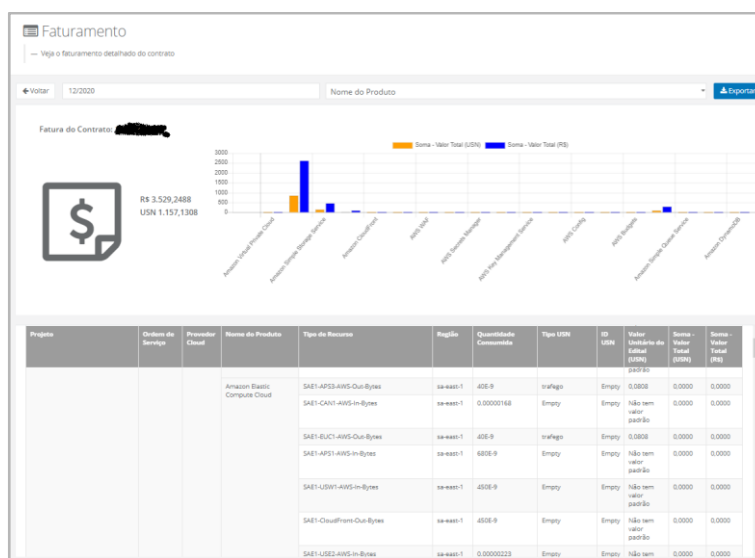 Faturamento
— Veja o faturamento detalhado do contrato
Voltar
12/2020
Nome do Produto
Exportar
Fatura do Contrato:
R$ 3.529,2488
USN 1.157,1308
Soma - Valor Total (USN) Soma - Valor Total (R$)
3000
2500
2000
1500
1000
500
0
Amazon Virtual Private Cloud
Amazon Simple Storage Service
Amazon CloudFront
AWS WAF
AWS Secrets Manager
AWS Key Management Service
AWS Config
AWS Budgets
Amazon Simple Queue Service
Amazon DynamoDB
Projeto Ordem de Serviço Provedor Cloud Nome do Produto Tipo de Recurso Região Quantidade Consumida Tipo USN ID USN Valor Unitário do Edital (USN) Soma - Valor Total (USN) Soma - Valor Total (R$)
padrão
Amazon Elastic Compute Cloud
SAE1-APS3-AWS-Out-Bytes sa-east-1 40E-9 trafego Empty 0,0808 0,0000 0,0000
SAE1-CAN1-AWS-In-Bytes sa-east-1 0.00000168 Empty Empty Não tem valor padrão 0,0000 0,0000
SAE1-EUC1-AWS-Out-Bytes sa-east-1 40E-9 trafego Empty 0,0808 0,0000 0,0000
SAE1-APS1-AWS-In-Bytes sa-east-1 680E-9 Empty Empty Não tem valor padrão 0,0000 0,0000
SAE1-USW1-AWS-In-Bytes sa-east-1 450E-9 Empty Empty Não tem valor padrão 0,0000 0,0000
SAE1-CloudFront-Out-Bytes sa-east-1 450E-9 Empty Empty Não tem valor padrão 0,0000 0,0000
SAE1-USE2-AWS-In-Bytes sa-east-1 0.00000223 Empty Empty Não tem 0,0000 0,0000